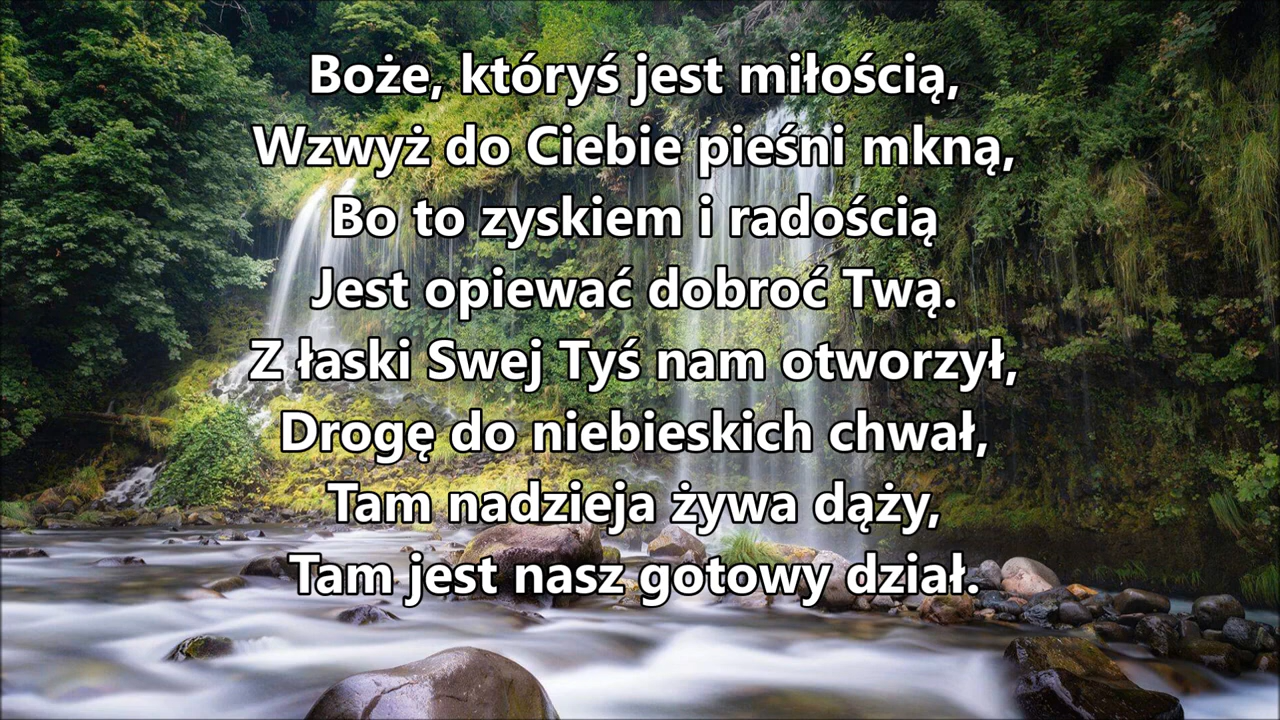 Boże, któryś jest miłością,
Wzwyż do Ciebie pieśni mkną,
Bo to zyskiem i radością
Jest opiewać dobroć Twą.
Z łaski Swej Tyś nam otworzył,
Drogę do niebieskich chwał,
Tam nadzieja żywa dąży,
Tam jest nasz gotowy dział.